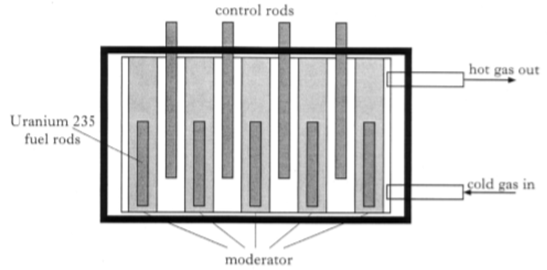 control rods
hot gas out
Uranium 235
fuel rods
cold gas in
moderator